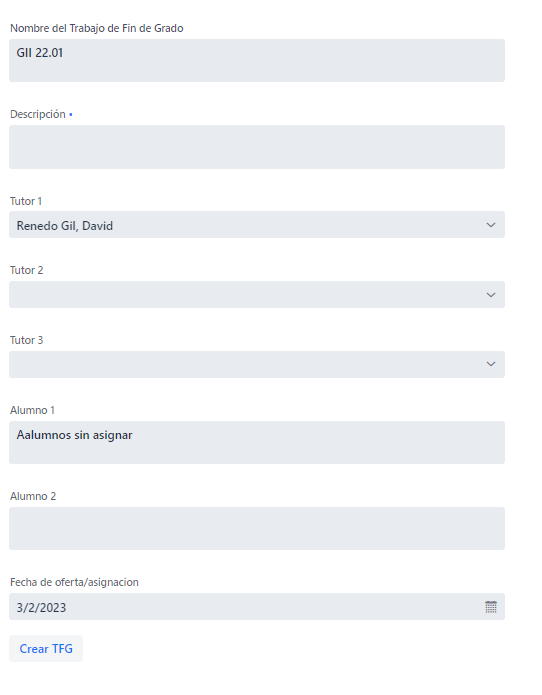 Nombre del Trabajo de Fin de Grado
GII 22.01
Descripción •
Tutor 1
Renedo Gil, David
Tutor 2
Tutor 3
Alumno 1
Aalumnos sin asignar
Alumno 2
Fecha de oferta/asignacion
3/2/2023
Crear TFG